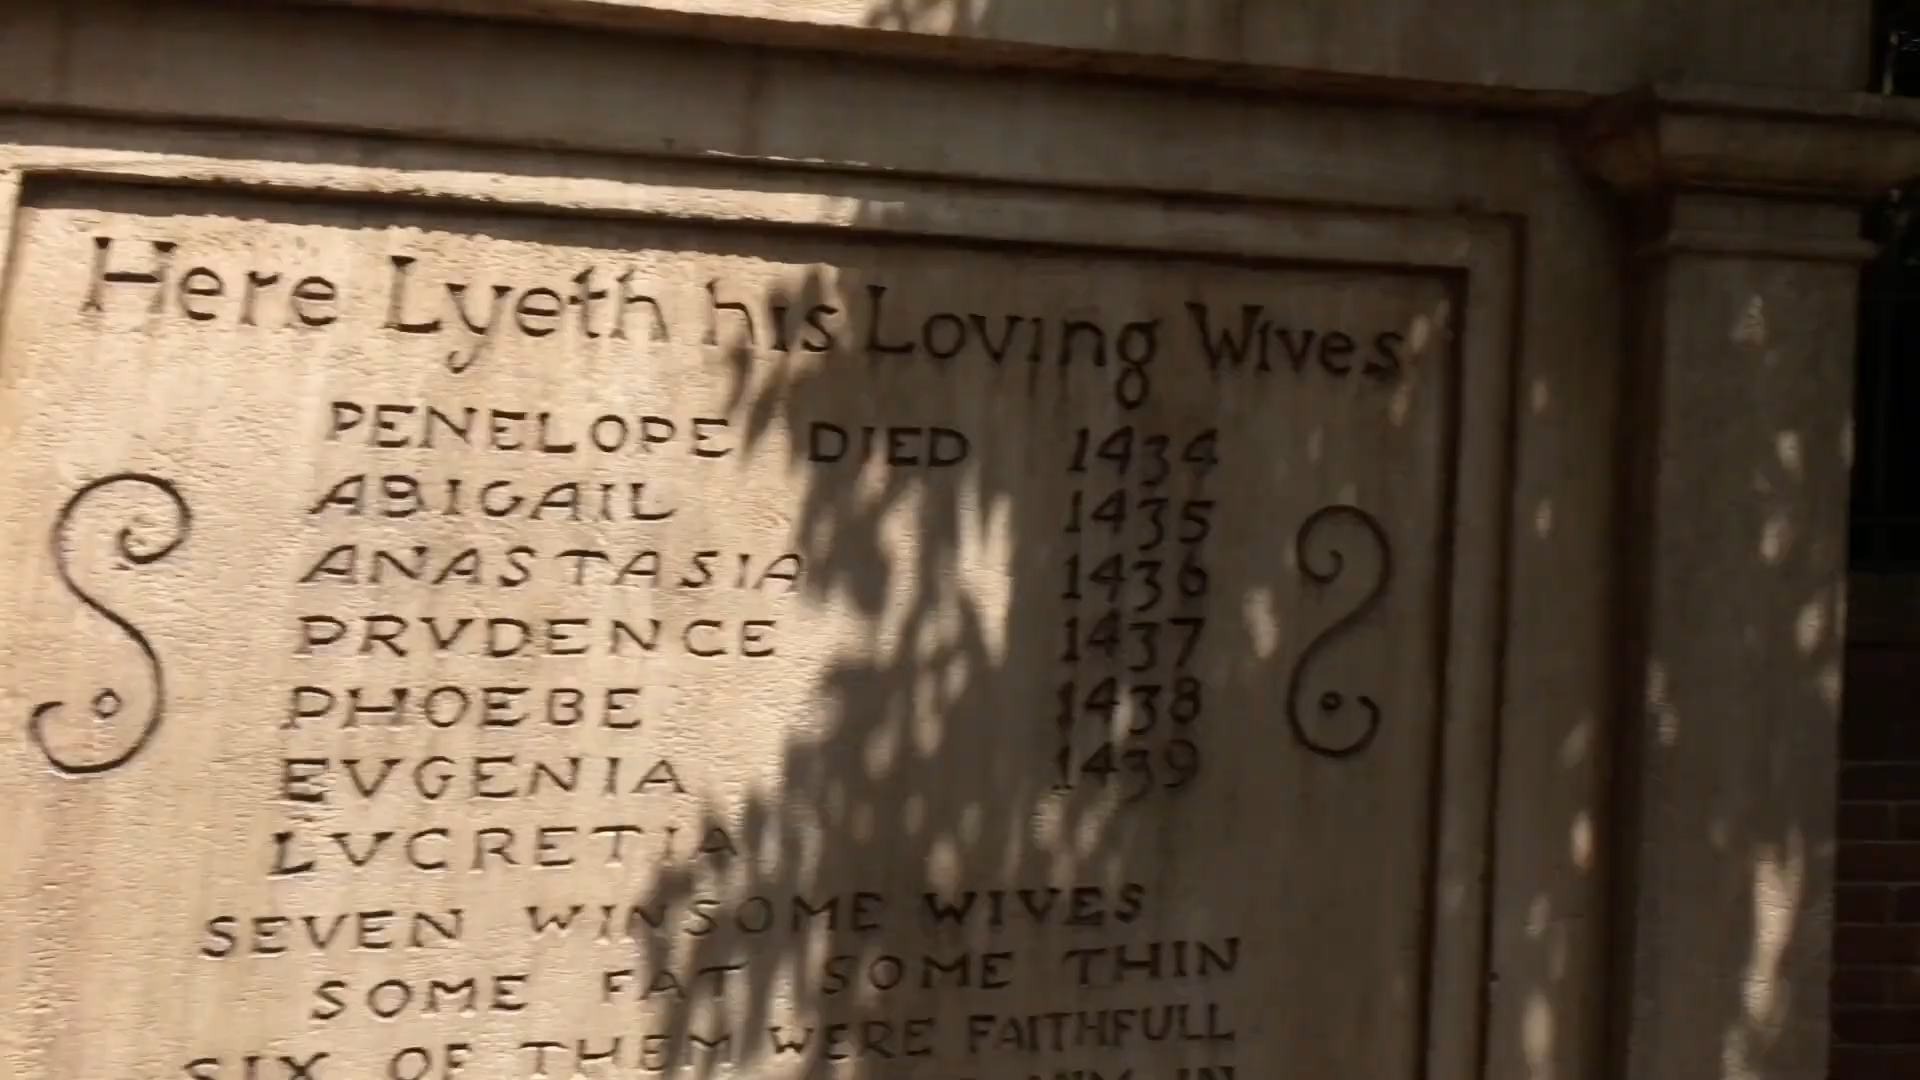 Here Lyeth his Loving Wives
PENELOPE DIED 1434
ABIGAIL 1435
ANASTASIA 1436
PRVDENCE 1437
PHOEBE 1438
EVGENIA 1439
LVCRETIA
SEVEN WINSOME WIVES
SOME FAT SOME THIN
SIX OF THEM WERE FAITHFULL